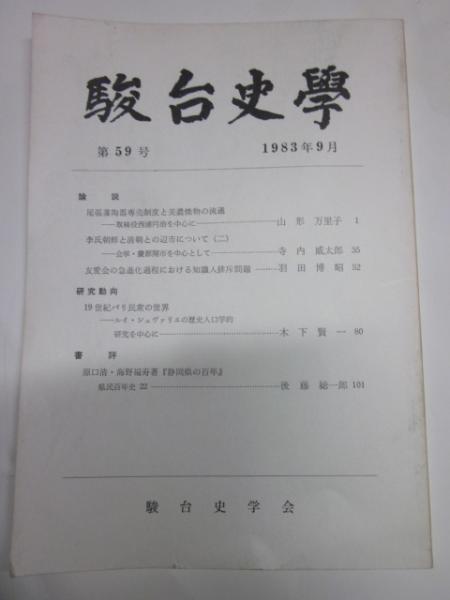 駿台史學
第59号 1983年9月
論説
尾張藩陶器専売制度と美濃焼物の流通
——取締役西浦円治を中心に—— 山形万里子 1
李氏朝鮮と清朝との辺市について(二)
——会寧・慶源開市を中心として—— 寺内威太郎 35
友愛会の急進化過程における知識人排斥問題 羽田博昭 52
研究動向
19世紀パリ民衆の世界
——ルイ・シュヴァリエの歴史人口学的
研究を中心に—— 木下賢一 80
書評
原口清・海野福寿著『静岡県の百年』
県民百年史 22 後藤総一郎 101
駿台史学会